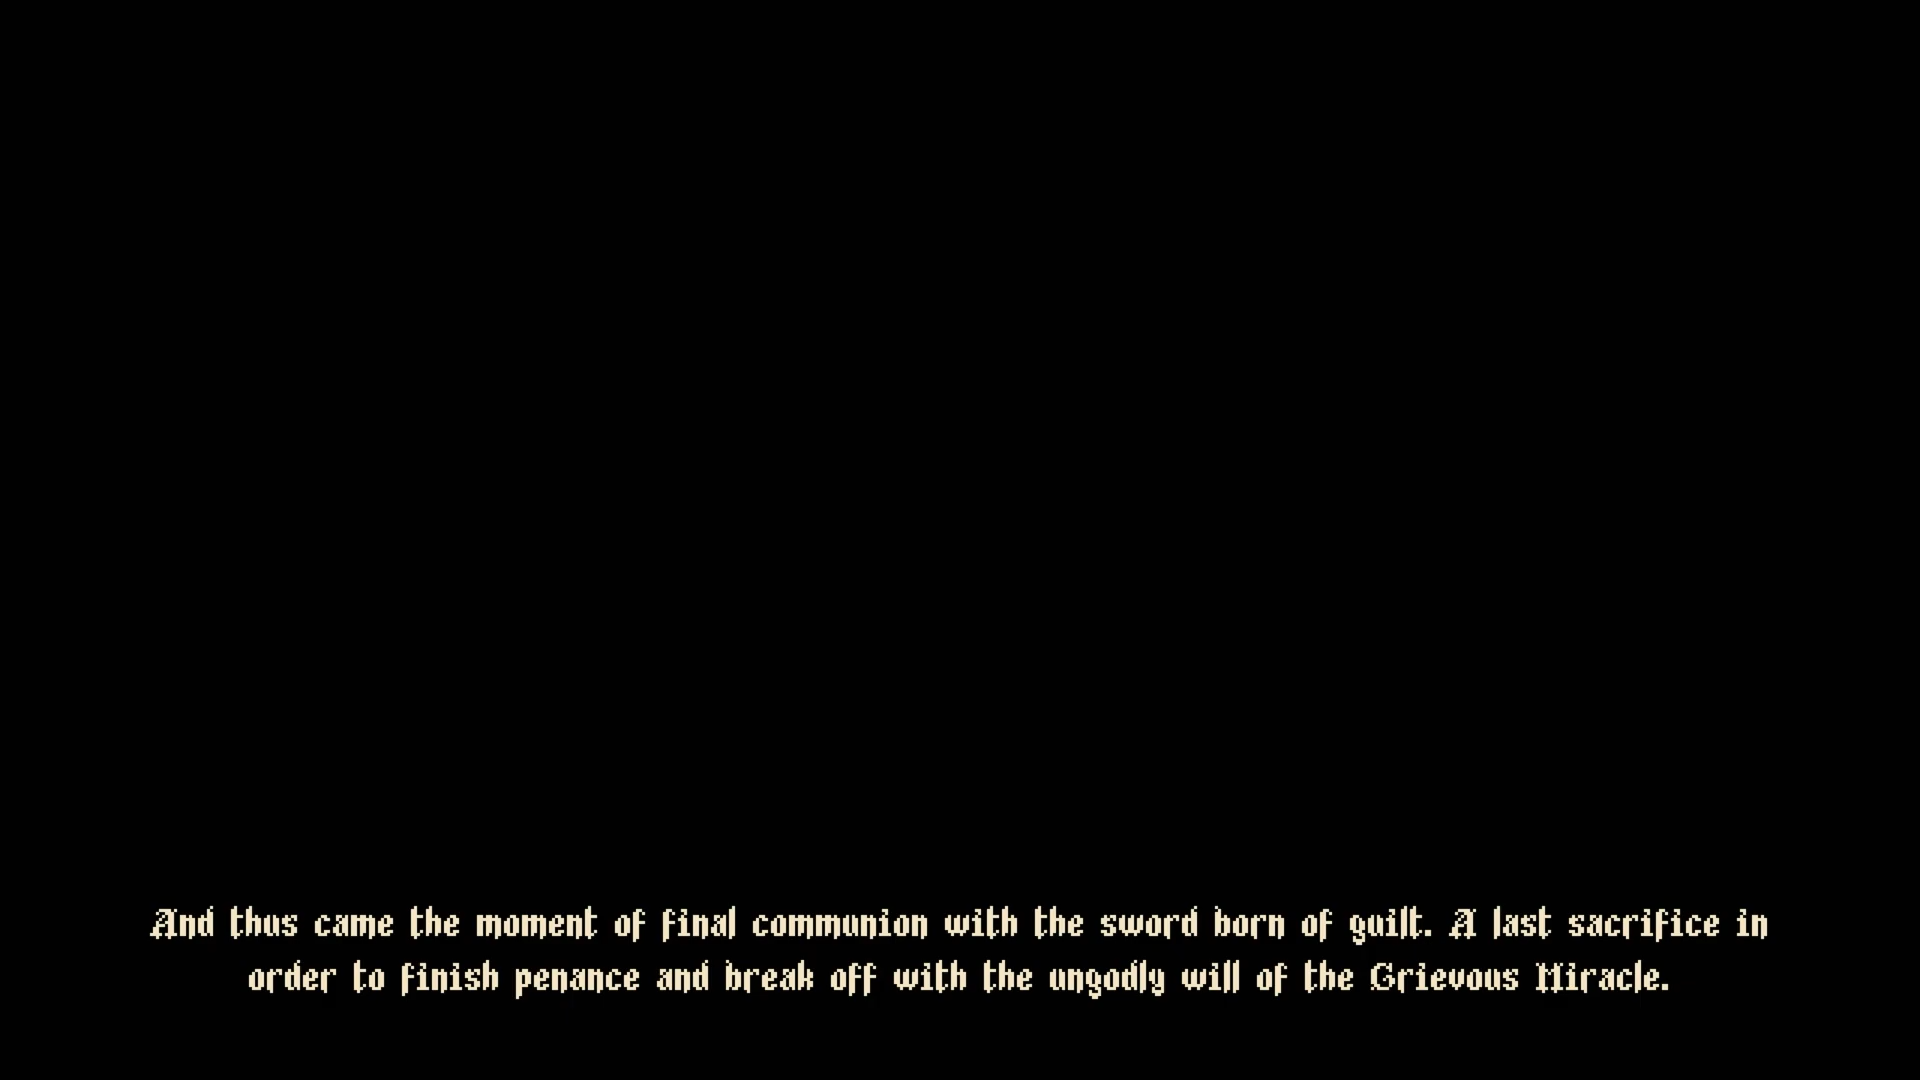 And thus came the moment of final communion with the sword born of guilt. A last sacrifice in
order to finish penance and break off with the ungodly will of the Grievous Miracle.